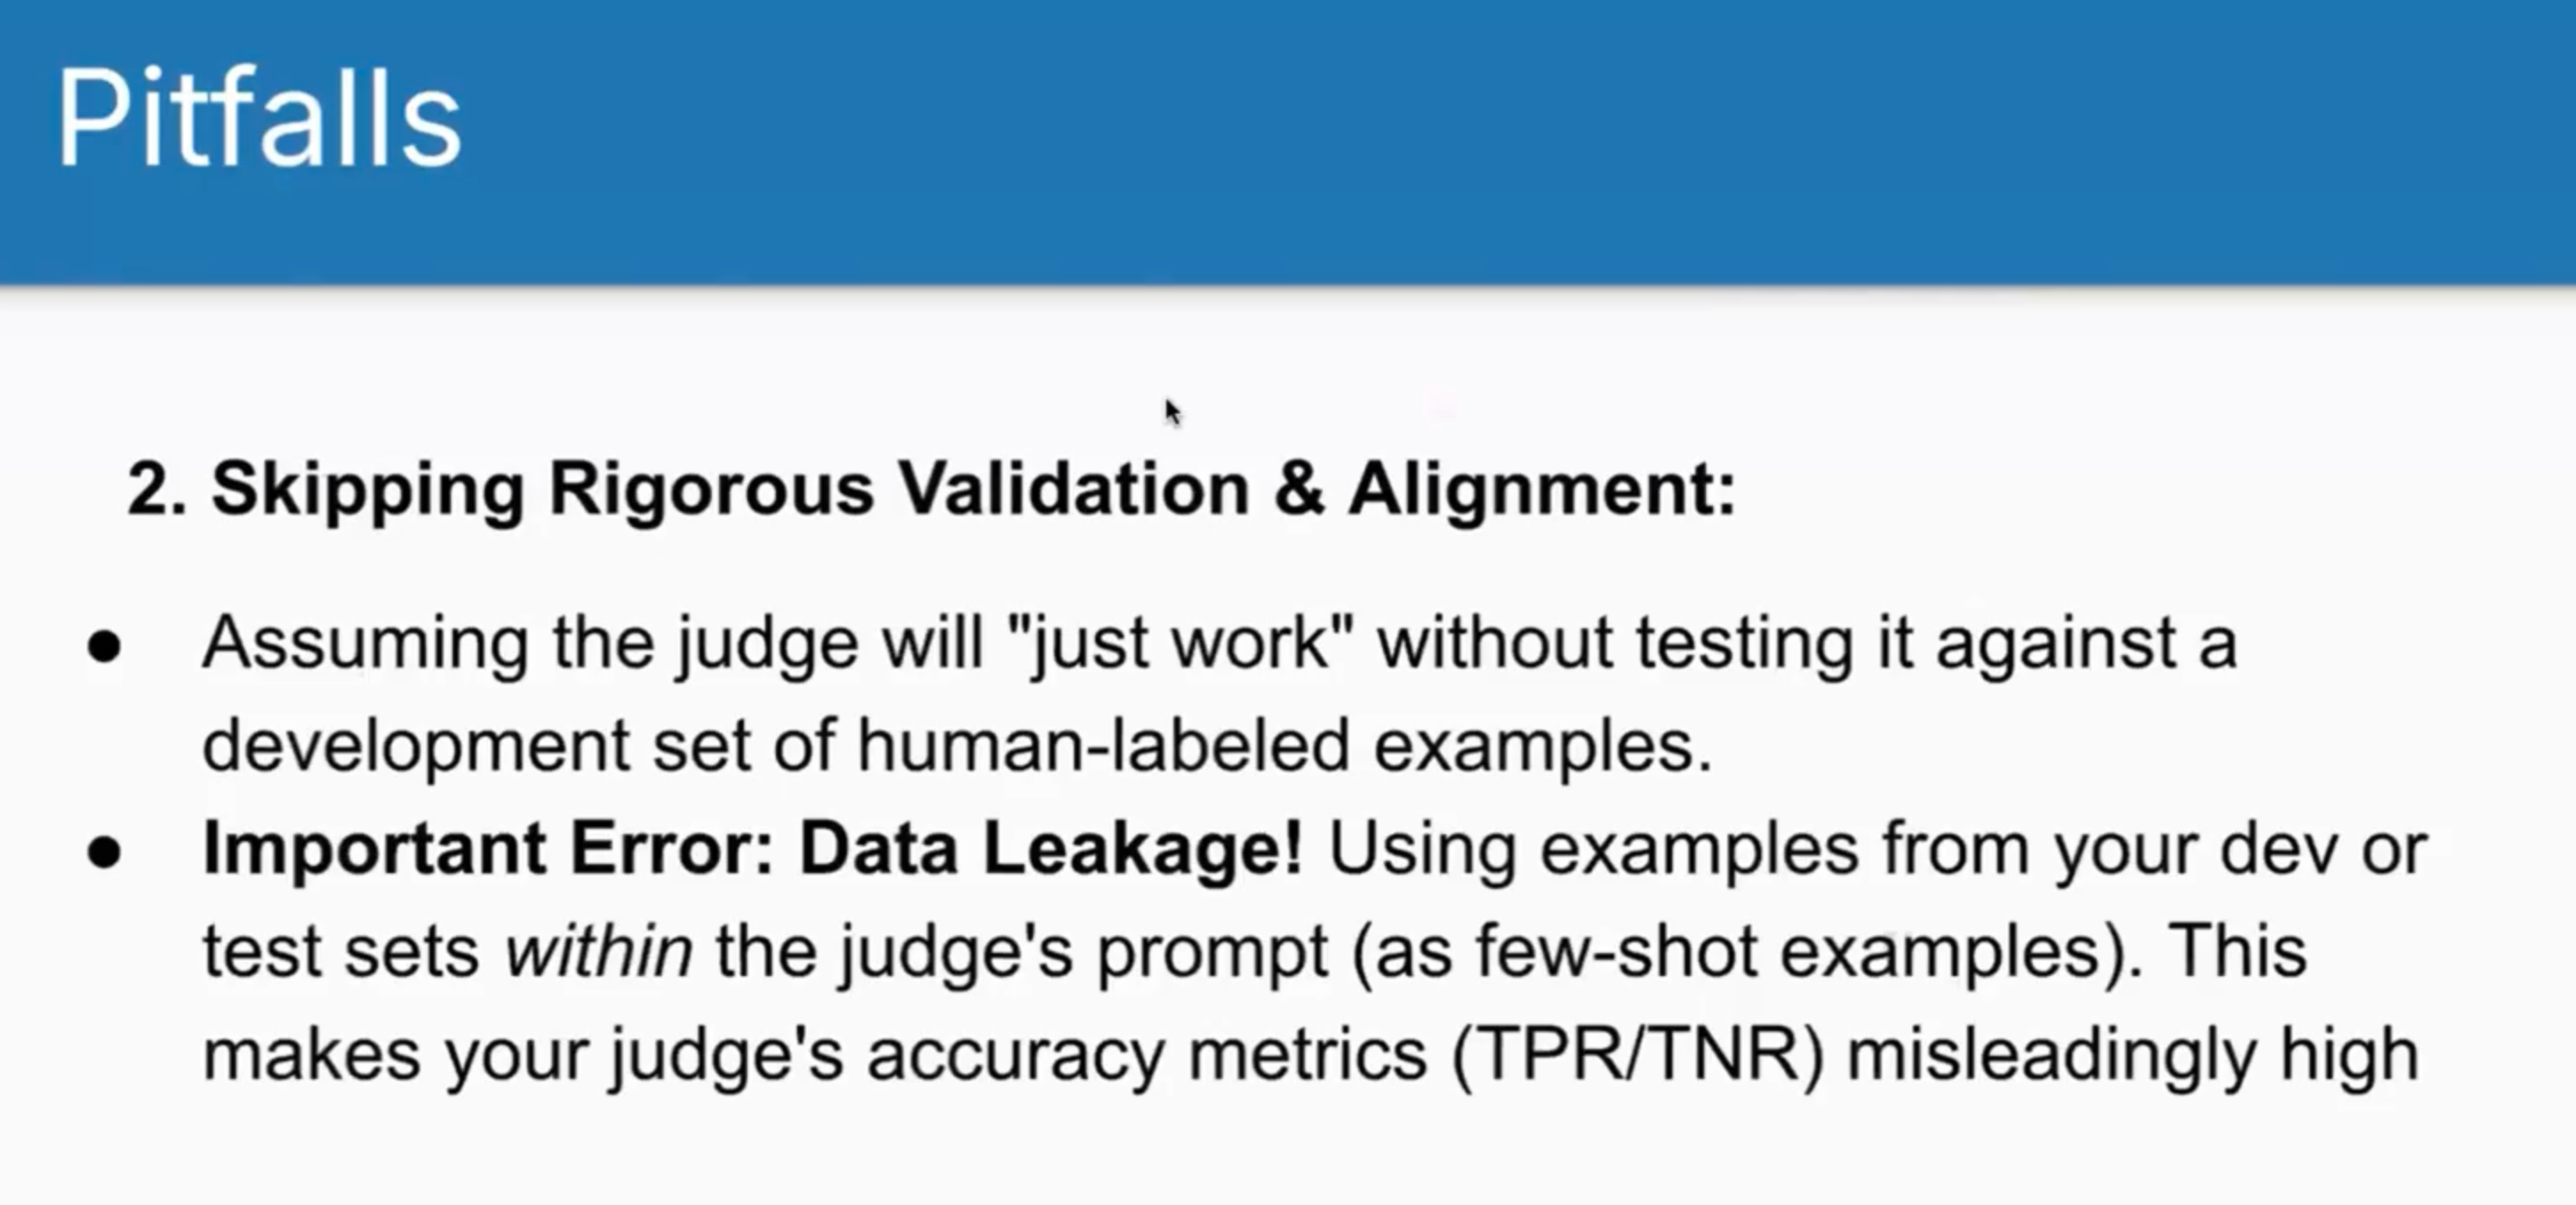 Pitfalls
2. Skipping Rigorous Validation & Alignment:
● Assuming the judge will "just work" without testing it against a
development set of human-labeled examples.
● Important Error: Data Leakage! Using examples from your dev or
test sets within the judge's prompt (as few-shot examples). This
makes your judge's accuracy metrics (TPR/TNR) misleadingly high